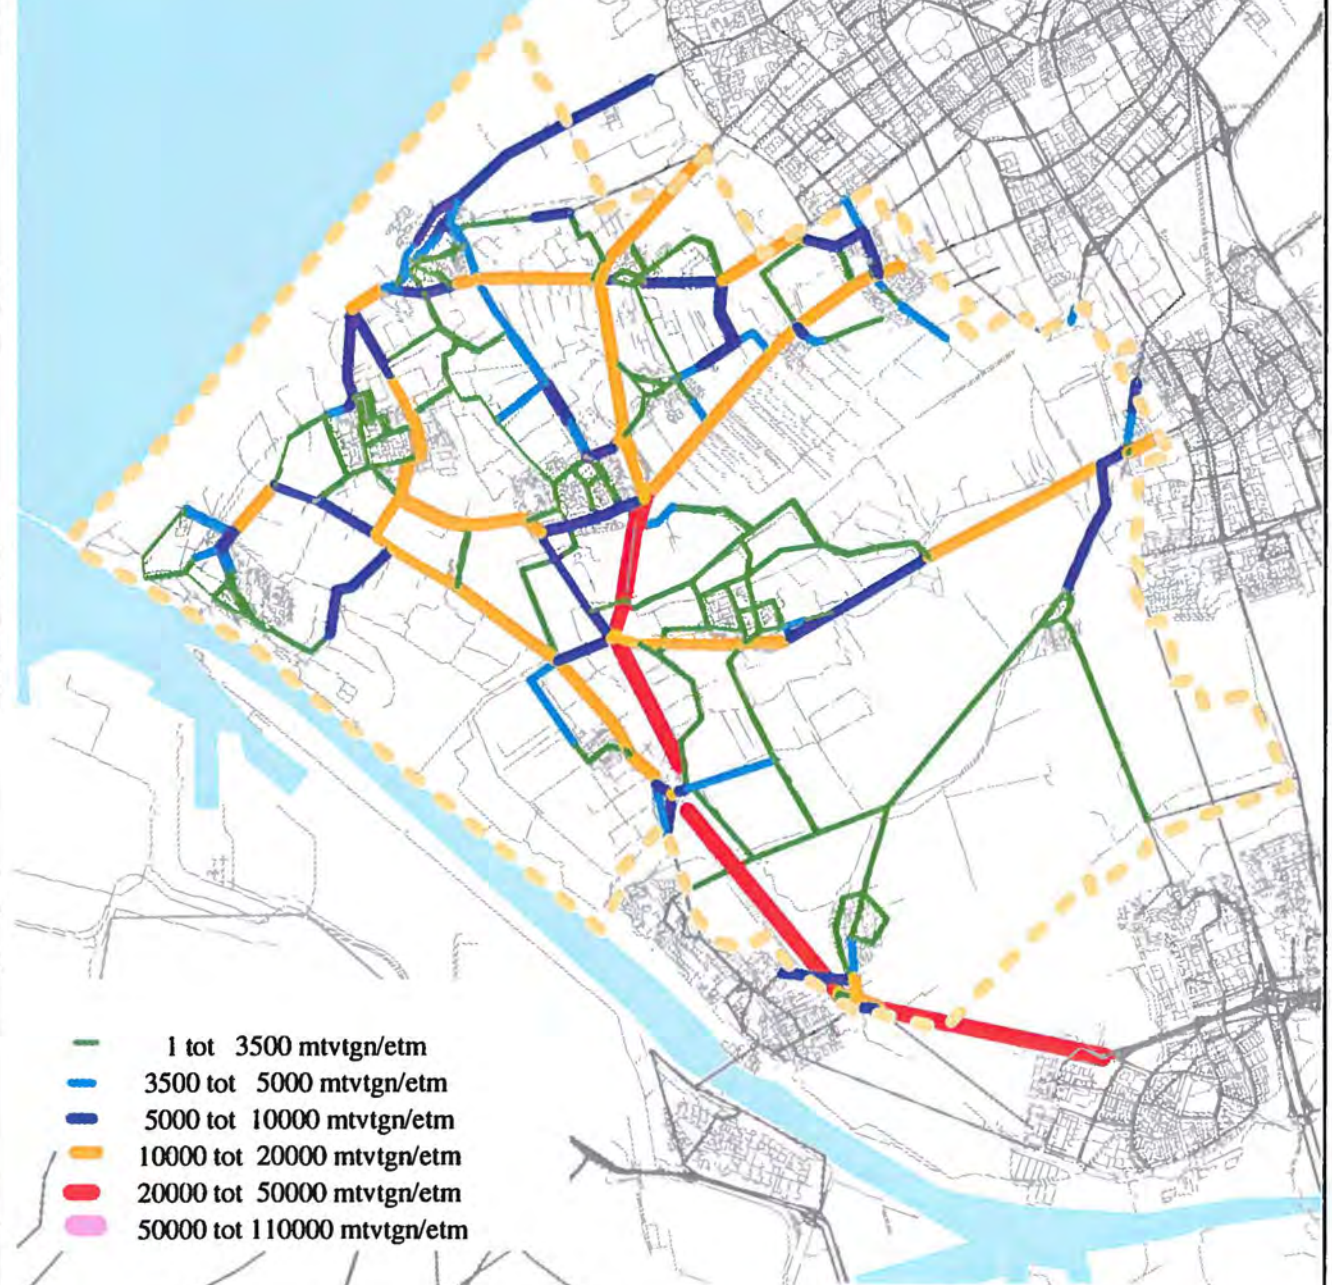 1 tot 3500 mtvtgn/etm
3500 tot 5000 mtvtgn/etm
5000 tot 10000 mtvtgn/etm
10000 tot 20000 mtvtgn/etm
20000 tot 50000 mtvtgn/etm
50000 tot 110000 mtvtgn/etm